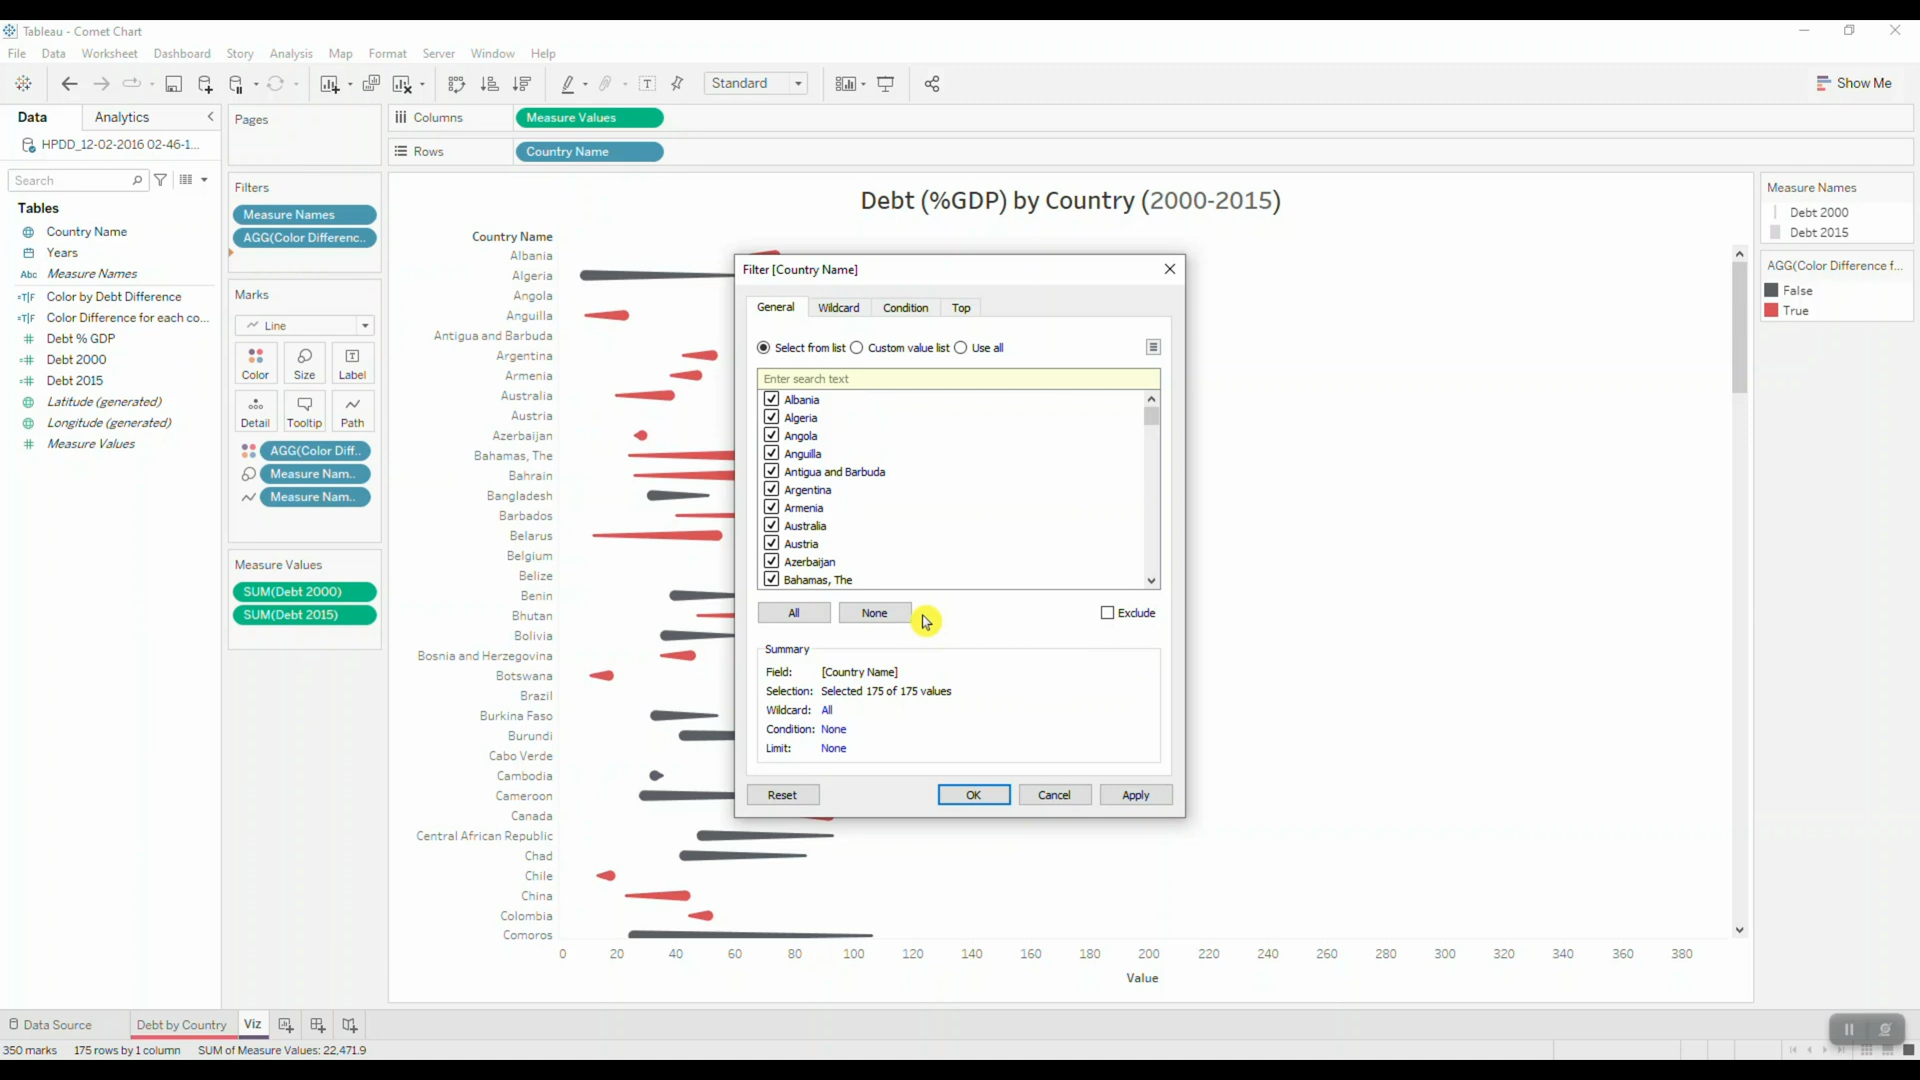 Tableau - Comet Chart
File Data Worksheet Dashboard Story Analysis Map Format Server Window Help
Standard
Show Me
Data Analytics
HPDD_12-02-2016 02-46-1...
Search
Tables
Country Name
Years
Abc Measure Names
=T|F Color by Debt Difference
=T|F Color Difference for each co...
# Debt % GDP
=# Debt 2000
=# Debt 2015
Latitude (generated)
Longitude (generated)
# Measure Values
Pages
Filters
Measure Names
AGG(Color Differenc..
Marks
Line
Color Size Label
Detail Tooltip Path
AGG(Color Diff..
Measure Nam..
Measure Nam..
Measure Values
SUM(Debt 2000)
SUM(Debt 2015)
Columns Measure Values
Rows Country Name
Debt (%GDP) by Country (2000-2015)
Country Name
Albania
Algeria
Angola
Anguilla
Antigua and Barbuda
Argentina
Armenia
Australia
Austria
Azerbaijan
Bahamas, The
Bahrain
Bangladesh
Barbados
Belarus
Belgium
Belize
Benin
Bhutan
Bolivia
Bosnia and Herzegovina
Botswana
Brazil
Burkina Faso
Burundi
Cabo Verde
Cambodia
Cameroon
Canada
Central African Republic
Chad
Chile
China
Colombia
Comoros
0 20 40 60 80 100 120 140 160 180 200 220 240 260 280 300 320 340 360 380
Value
Filter [Country Name]
General Wildcard Condition Top
Select from list Custom value list Use all
Enter search text
Albania
Algeria
Angola
Anguilla
Antigua and Barbuda
Argentina
Armenia
Australia
Austria
Azerbaijan
Bahamas, The
All None Exclude
Summary
Field: [Country Name]
Selection: Selected 175 of 175 values
Wildcard: All
Condition: None
Limit: None
Reset OK Cancel Apply
Measure Names
Debt 2000
Debt 2015
AGG(Color Difference f...
False
True
Data Source Debt by Country Viz
350 marks 175 rows by 1 column SUM of Measure Values: 22,471.9